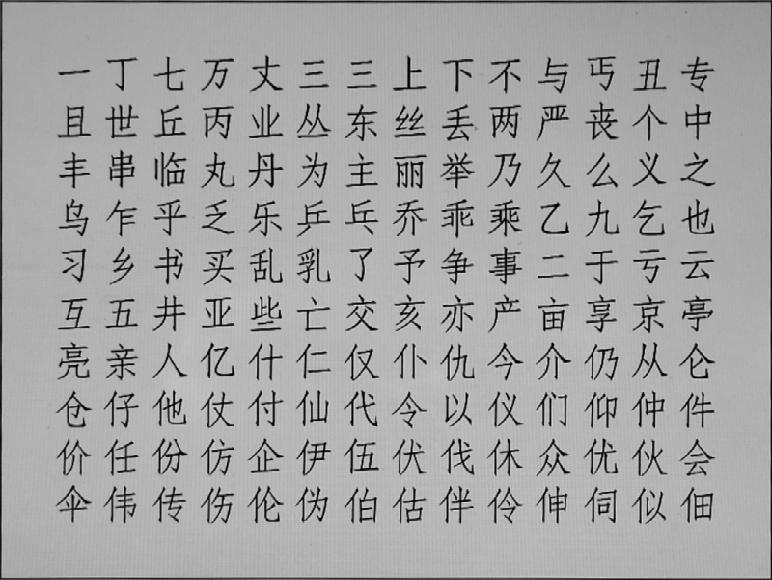 一丁七万丈三三上下不与丐丑专
且世丘丙业丛东丝丢两严丧个中
丰串临丸丹为主丽举乃久么义之
乌乍乎乏乐乒乓乔乖乘乙九乞也
习乡书买乱乳了予争事二于亏云
互五井亚些亡交亥亦产亩享京亭
亮亲人亿什仁仅仆仇今介仍从仑
仓仔他仗付仙代令以仪们仰仲件
价任份仿企伊伍伏伐休众优伙会
伞伟传伤伦伪伯估伴伶伸伺似佃